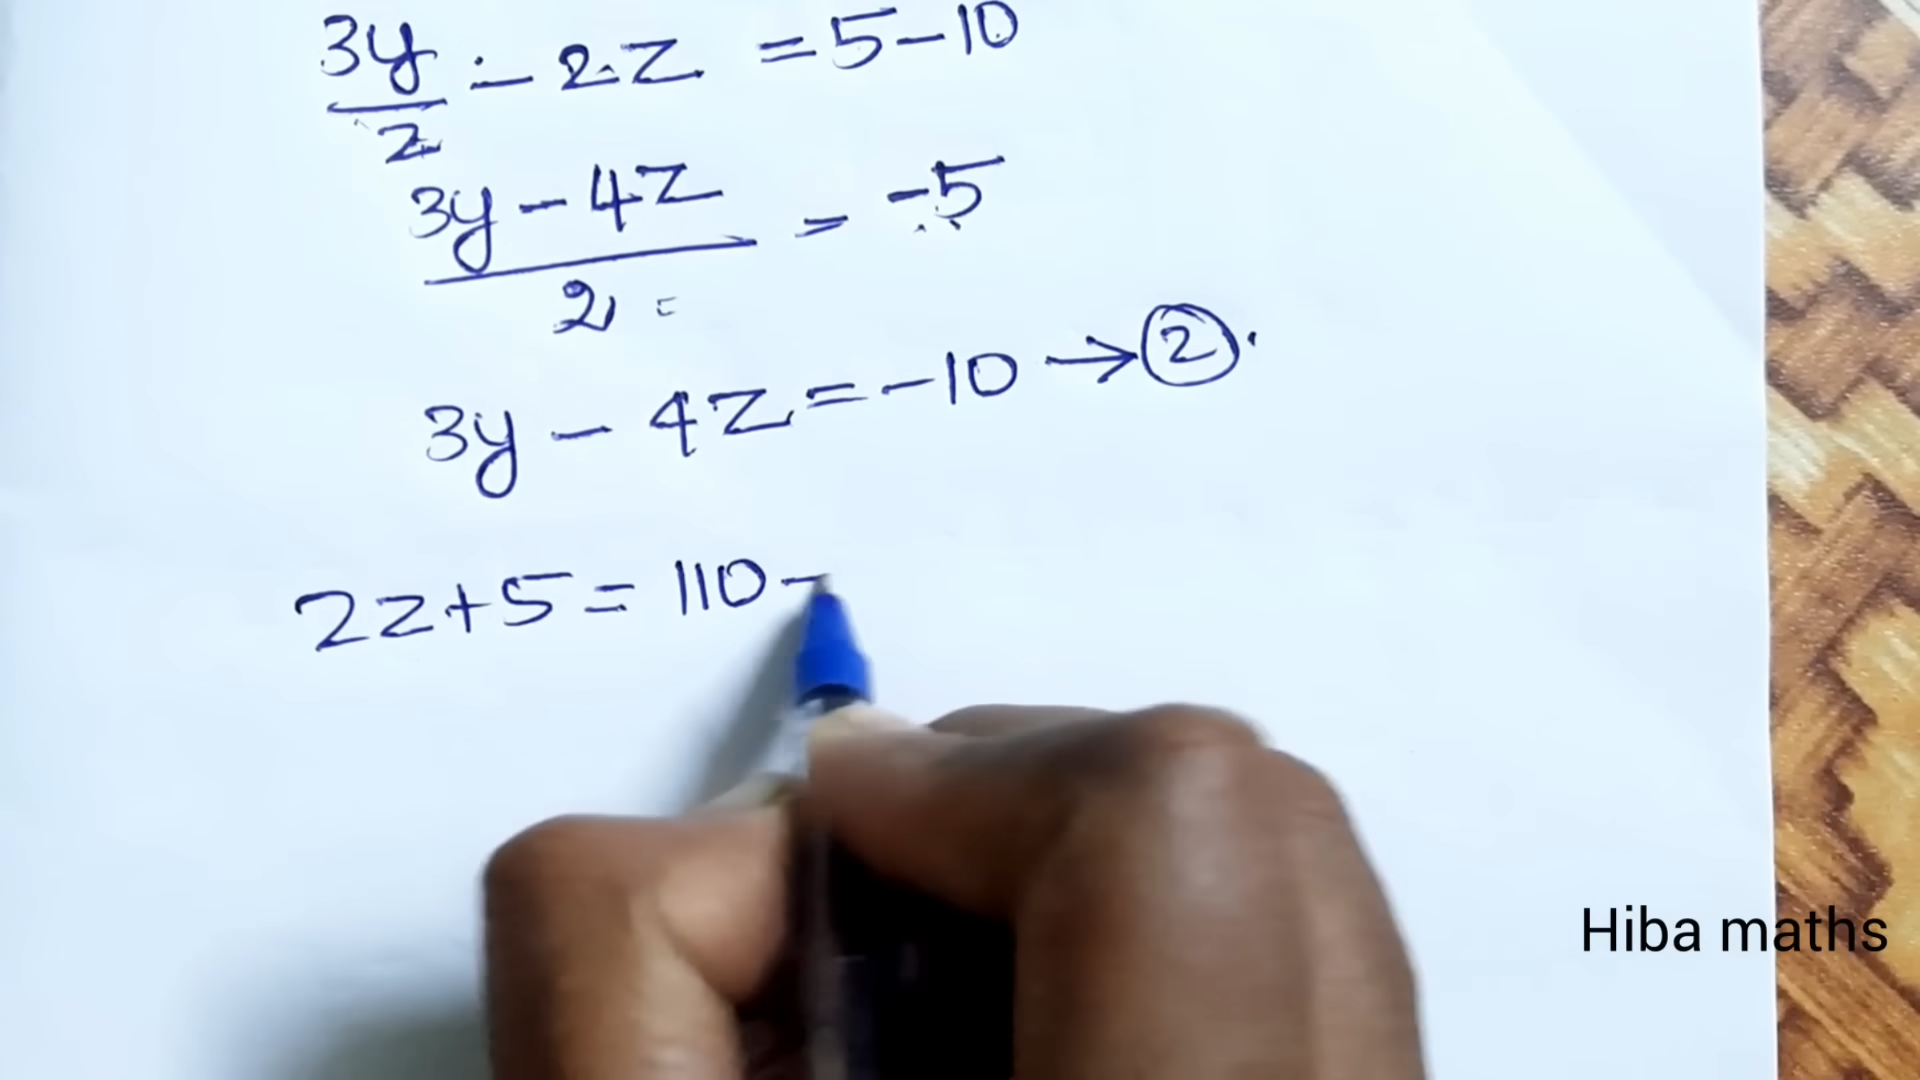 3y/2 - 2z = 5-10
3y - 4z/2 = -5
3y - 4z = -10 → 2.
2z+5 = 110 -
Hiba maths